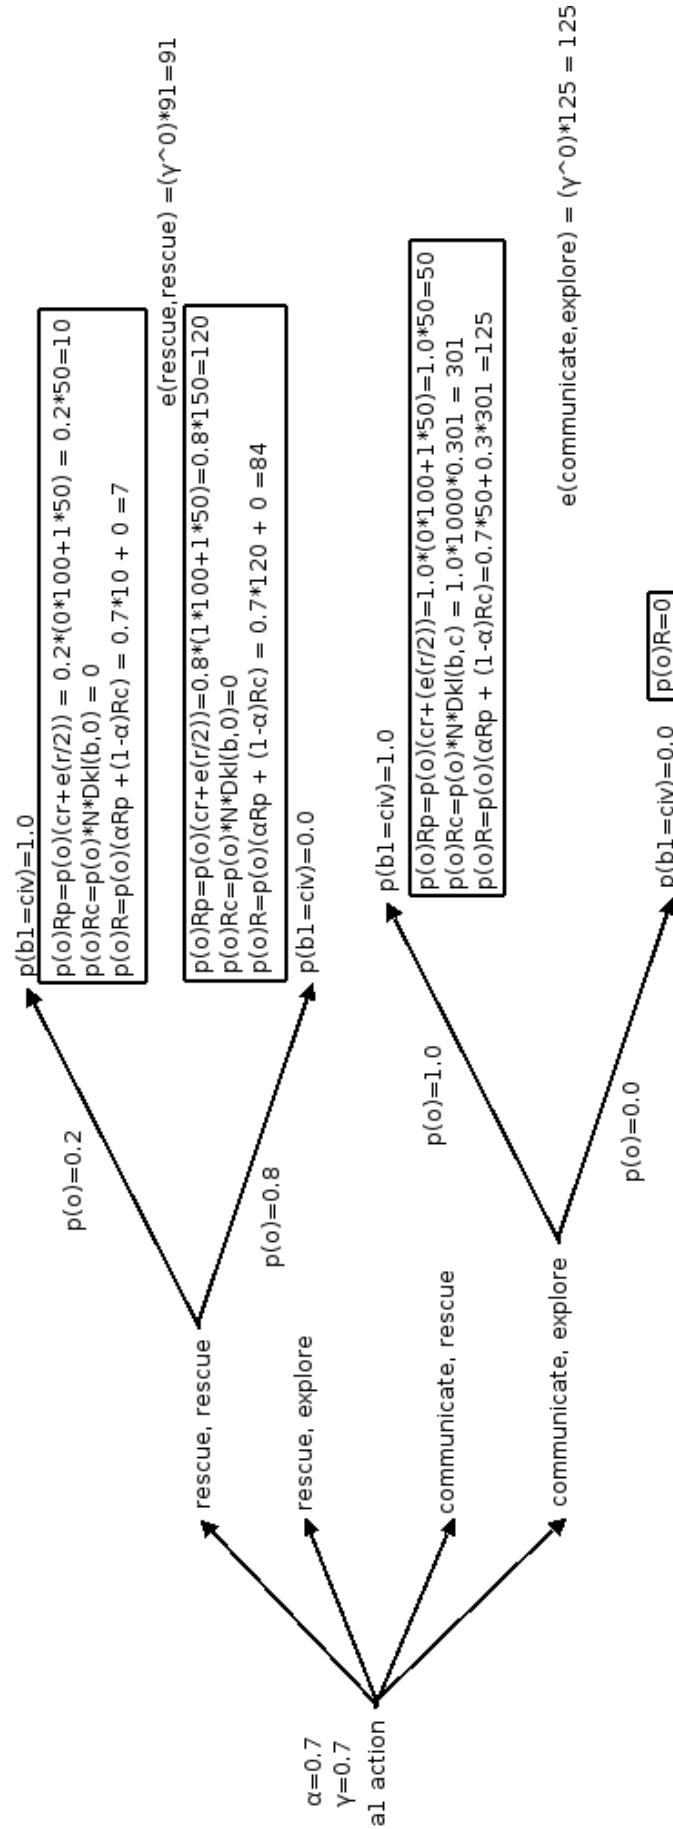 p(b1=civ)=1.0
p(o)Rp=p(o)(cr+e(r/2)) = 0.2*(0*100+1*50) = 0.2*50=10
p(o)Rc=p(o)*N*Dkl(b,0) = 0
p(o)R=p(o)(αRp +(1-α)Rc) = 0.7*10 + 0 =7
p(o)=0.2
e(rescue,rescue) =(γ^0)*91=91
p(o)Rp=p(o)(cr+e(r/2))=0.8*(1*100+1*50)=0.8*150=120
p(o)Rc=p(o)*N*Dkl(b,0)=0
p(o)R=p(o)(αRp + (1-α)Rc) = 0.7*120 + 0 =84
p(b1=civ)=0.0
p(o)=0.8
rescue, rescue
rescue, explore
α=0.7
γ=0.7
a1 action
communicate, rescue
communicate, explore
p(b1=civ)=1.0
p(o)Rp=p(o)(cr+(e(r/2))=1.0*(0*100+1*50)=1.0*50=50
p(o)Rc=p(o)*N*Dkl(b,c) = 1.0*1000*0.301 = 301
p(o)R=p(o)(αRp + (1-α)Rc)=0.7*50+0.3*301 =125
p(o)=1.0
e(communicate,explore) = (γ^0)*125 = 125
p(o)=0.0
p(b1=civ)=0.0
p(o)R=0